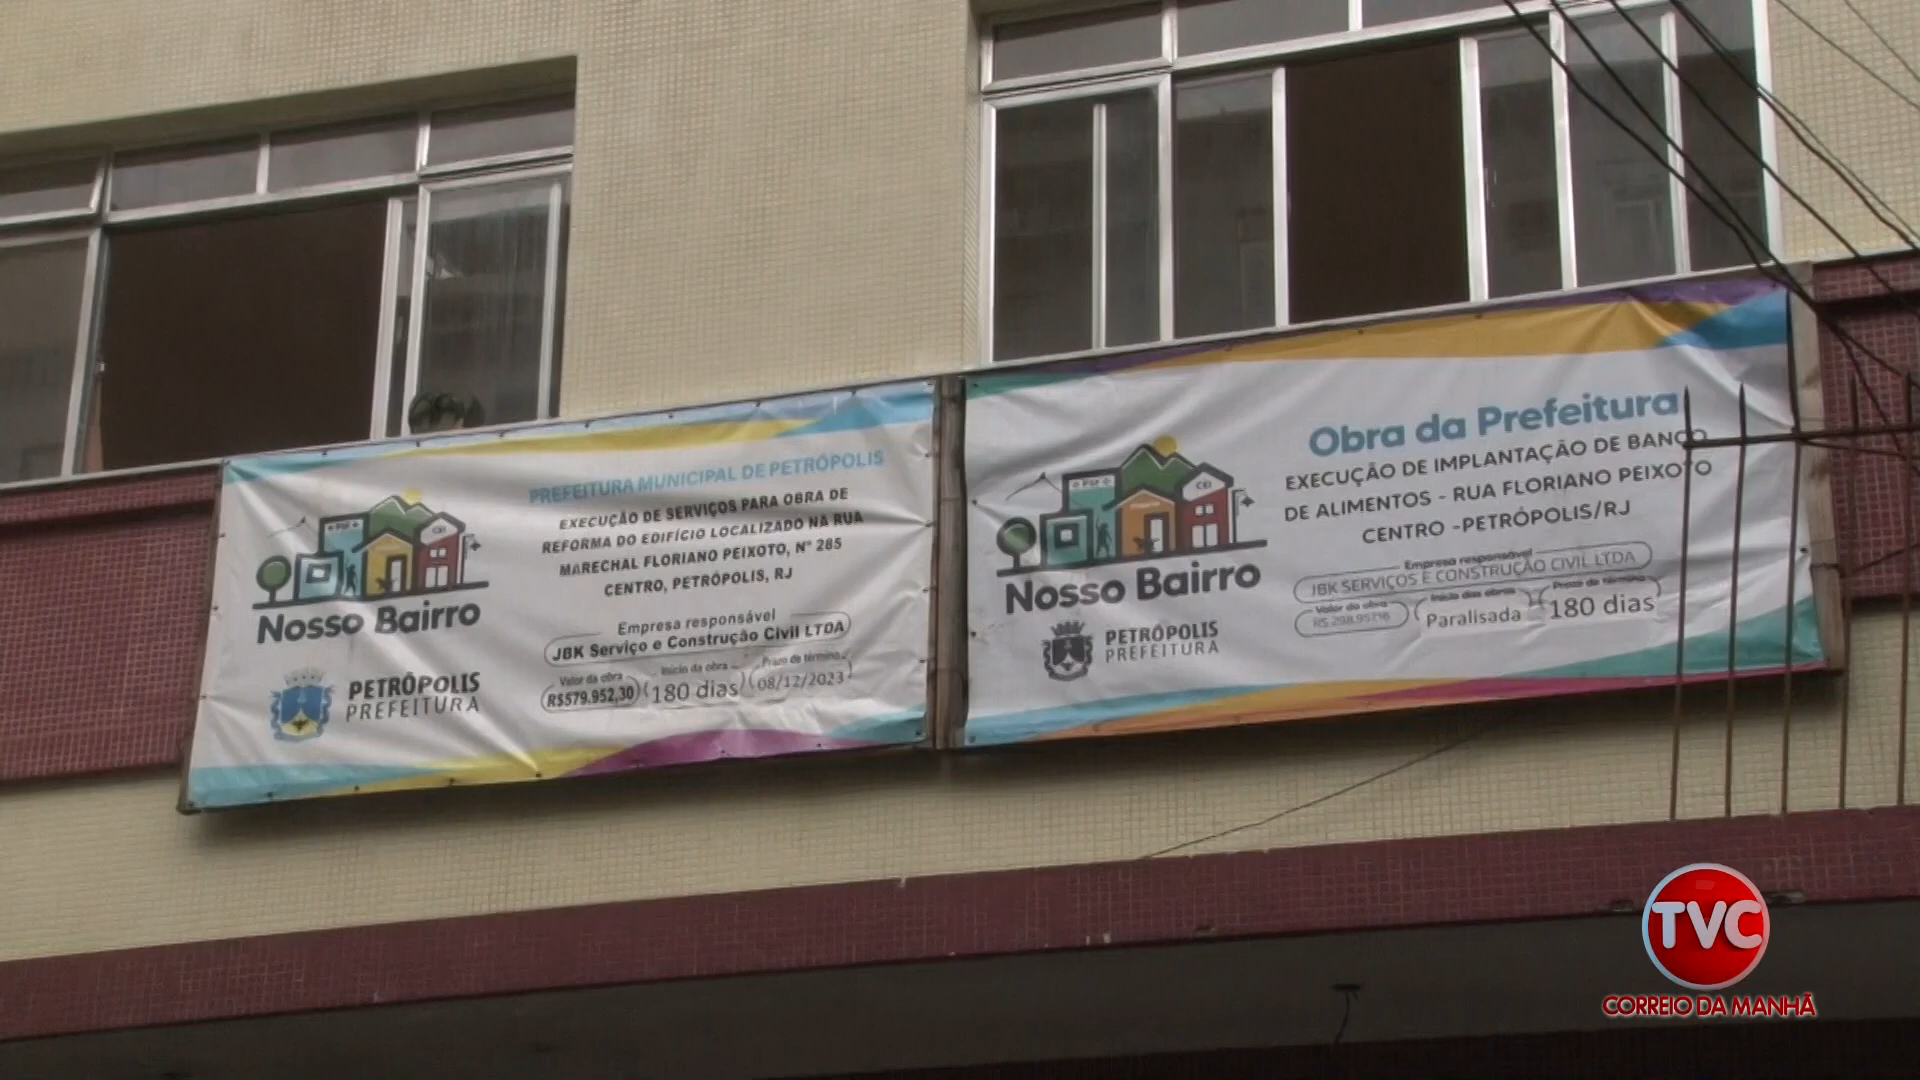 PREFEITURA MUNICIPAL DE PETRÓPOLIS
EXECUÇÃO DE SERVIÇOS PARA OBRA DE
REFORMA DO EDIFÍCIO LOCALIZADO NA RUA
MARECHAL FLORIANO PEIXOTO, Nº 285
CENTRO, PETRÓPOLIS, RJ
PSF
CEI
Nosso Bairro
PETRÓPOLIS
PREFEITURA
Empresa responsável
JBK Serviço e Construção Civil LTDA
Valor da obra
R$579.952,30
Início da obra
180 dias
Prazo de término
08/12/2023
Obra da Prefeitura
EXECUÇÃO DE IMPLANTAÇÃO DE BANCO
DE ALIMENTOS - RUA FLORIANO PEIXOTO
CENTRO -PETRÓPOLIS/RJ
PSF
CEI
Nosso Bairro
PETRÓPOLIS
PREFEITURA
Empresa responsável
JBK SERVIÇOS E CONSTRUÇÃO CIVIL LTDA
Valor da obra
Início das obras
Paralisada
Prazo de término
180 dias
TVC
CORREIO DA MANHÃ